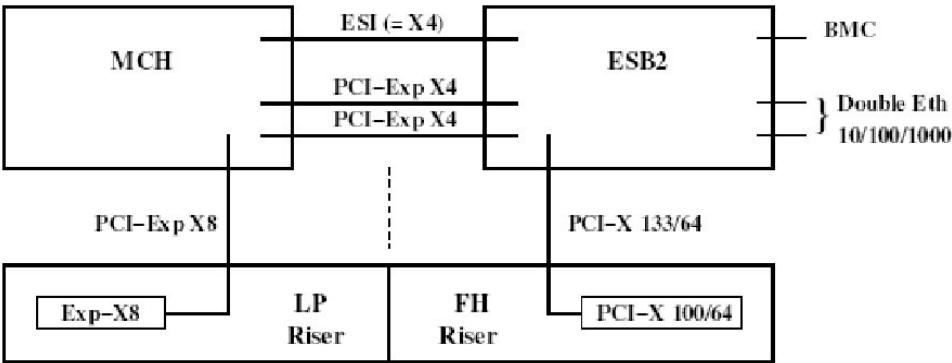 ESI (= X4)
MCH
ESB2
BMC
PCI-Exp X4
PCI-Exp X4
} Double Eth
10/100/1000
PCI-Exp X8
PCI-X 133/64
Exp-X8
LP
Riser
FH
Riser
PCI-X 100/64